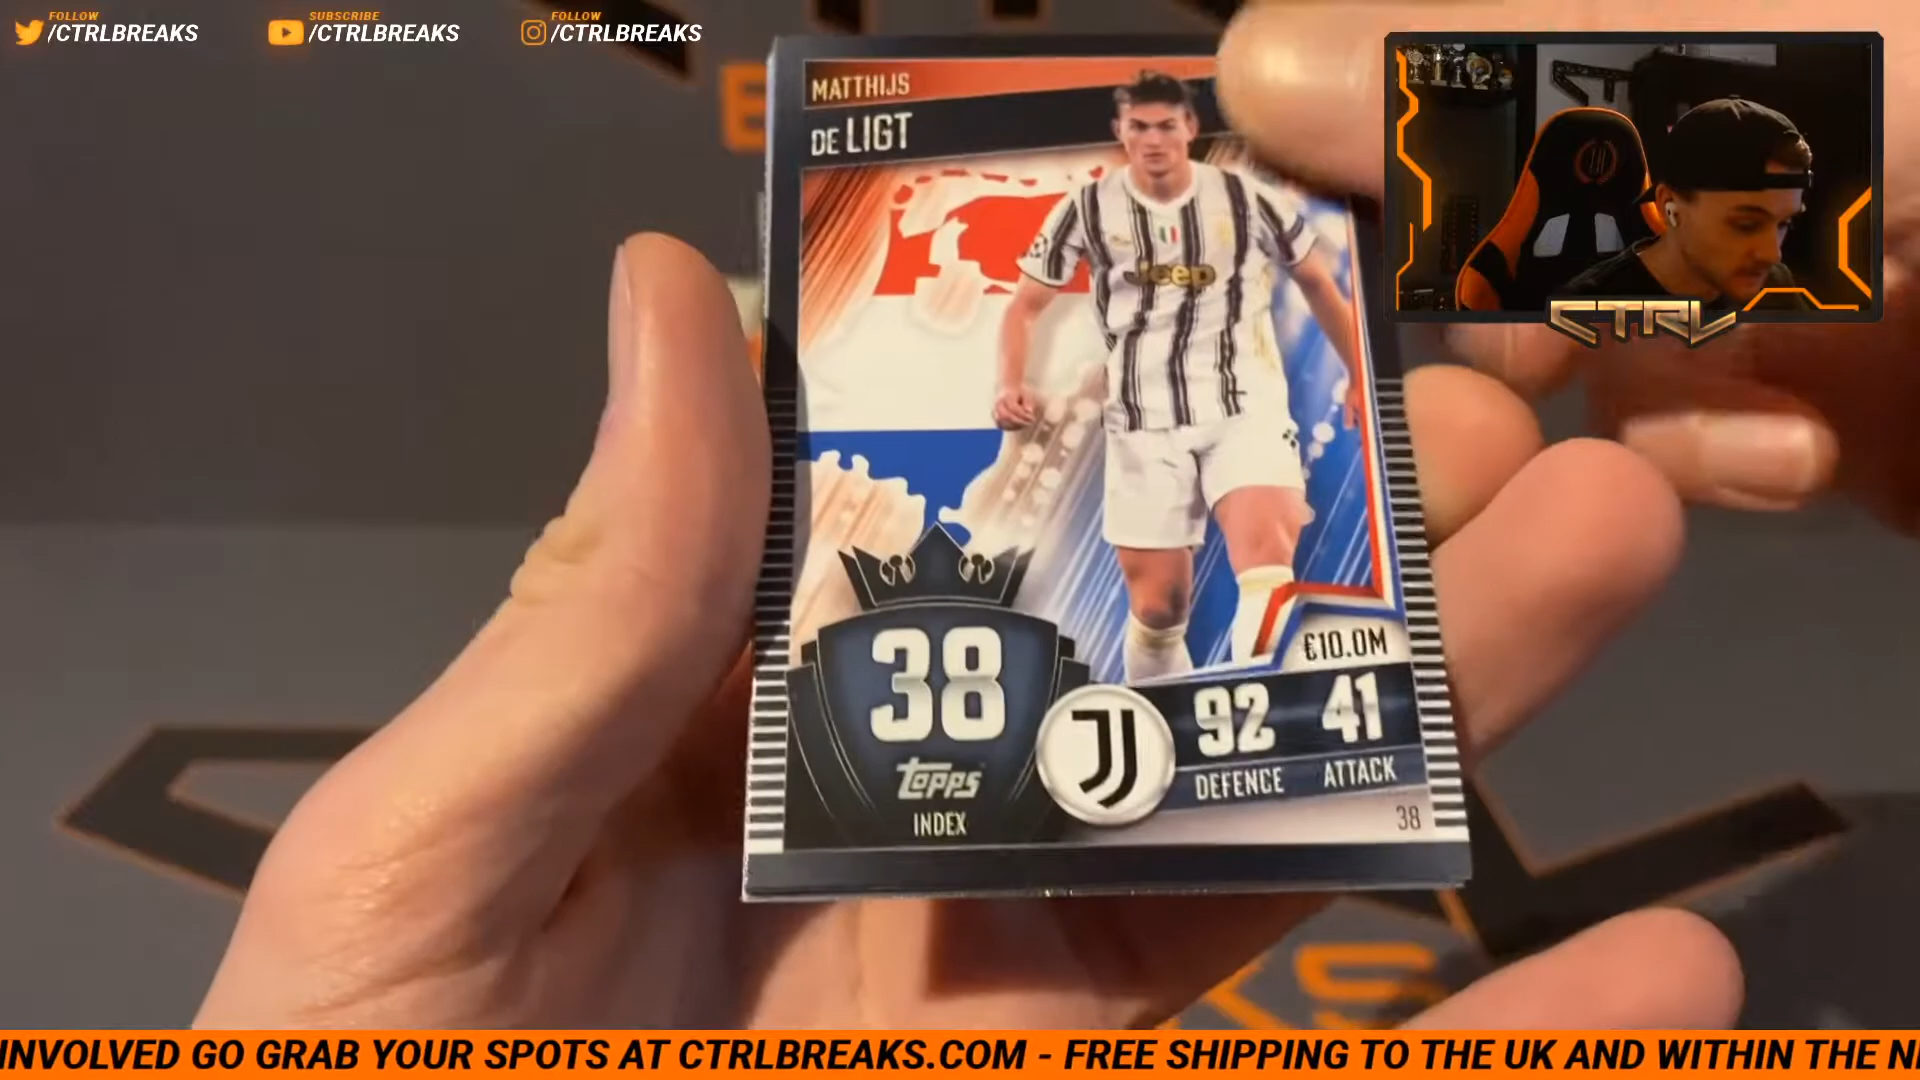 FOLLOW
/CTRLBREAKS
SUBSCRIBE
/CTRLBREAKS
FOLLOW
/CTRLBREAKS
MATTHIJS
DE LIGT
Jeep
CTRL
38
TOPPS
INDEX
€10.0M
92 41
DEFENCE ATTACK
38
INVOLVED GO GRAB YOUR SPOTS AT CTRLBREAKS.COM - FREE SHIPPING TO THE UK AND WITHIN THE